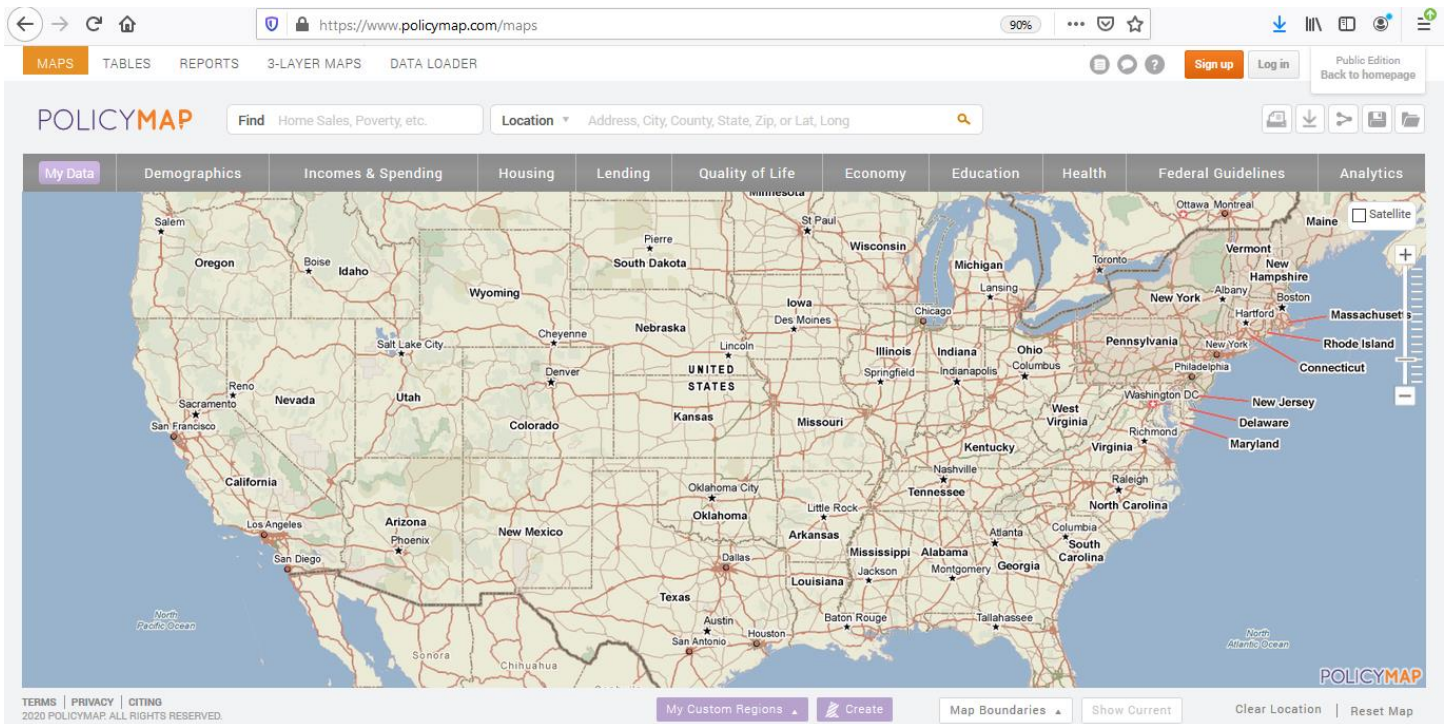 https://www.policymap.com/maps
90%
MAPS TABLES REPORTS 3-LAYER MAPS DATA LOADER
Sign up Log in Public Edition
Back to homepage
POLICYMAP
Find Home Sales, Poverty, etc. Location Address, City, County, State, Zip, or Lat, Long
My Data Demographics Incomes & Spending Housing Lending Quality of Life Economy Education Health Federal Guidelines Analytics
Minnesota
Ottawa Montreal
Salem
St Paul
Maine Satellite
Pierre
Wisconsin
Vermont
Oregon
Boise
Idaho
South Dakota
Michigan
Toronto
New
Hampshire
Lansing
Wyoming
Iowa
New York
Albany
Boston
Chicago
Hartford
Massachusetts
Cheyenne
Nebraska
Des Moines
Salt Lake City
Lincoln
Illinois
Indiana
Ohio
Pennsylvania
New York
Rhode Island
Denver
UNITED
STATES
Springfield
Indianapolis
Columbus
Philadelphia
Connecticut
Reno
Sacramento
Nevada
Utah
Washington DC
New Jersey
San Francisco
Colorado
Kansas
Missouri
West
Virginia
Richmond
Delaware
Kentucky
Virginia
Maryland
California
Oklahoma City
Nashville
Tennessee
Raleigh
North Carolina
Los Angeles
Arizona
Phoenix
New Mexico
Oklahoma
Little Rock
Arkansas
Atlanta
Columbia
South
Carolina
San Diego
Dallas
Mississippi
Alabama
Jackson
Montgomery
Georgia
Louisiana
Texas
North
Pacific Ocean
Austin
Baton Rouge
Tallahassee
San Antonio
Houston
North
Atlantic Ocean
Sonora
Chihuahua
POLICYMAP
TERMS | PRIVACY | CITING
2020 POLICYMAP. ALL RIGHTS RESERVED.
My Custom Regions Create Map Boundaries Show Current Clear Location | Reset Map